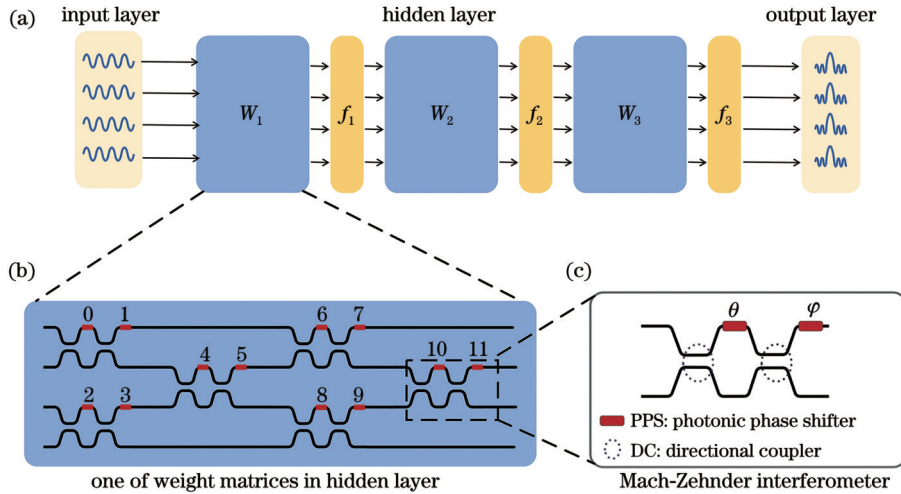 (a)
input layer
hidden layer
output layer
W₁
f₁
W₂
f₂
W₃
f₃
(b)
0 1 6 7
4 5 10 11
2 3 8 9
one of weight matrices in hidden layer
(c)
θ φ
PPS: photonic phase shifter
DC: directional coupler
Mach-Zehnder interferometer